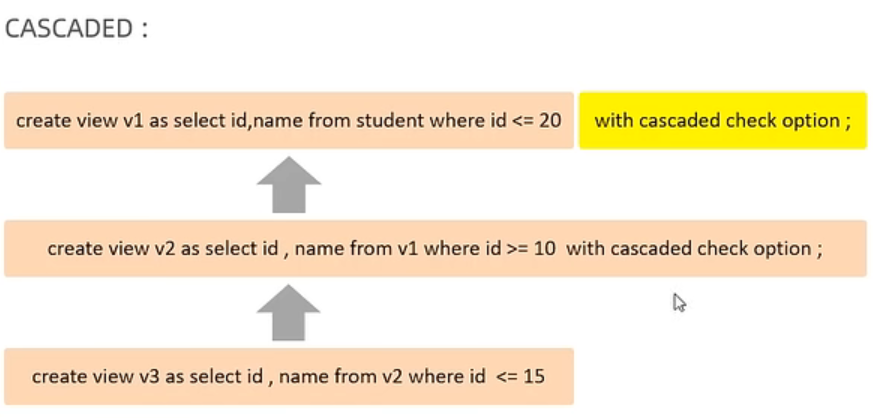 CASCADED :
create view v1 as select id,name from student where id <= 20 with cascaded check option ;
create view v2 as select id , name from v1 where id >= 10 with cascaded check option ;
create view v3 as select id , name from v2 where id <= 15